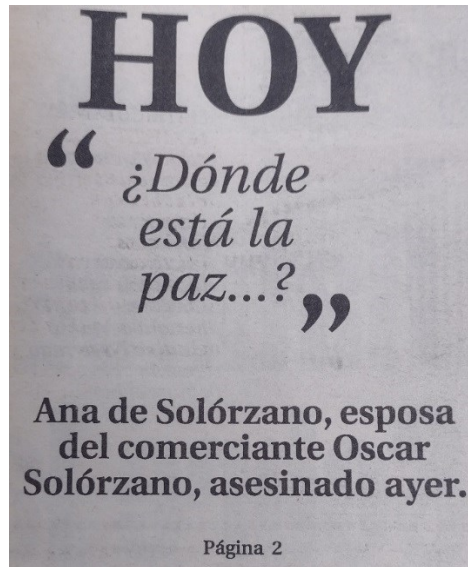 HOY
“ ¿Dónde
está la
paz...? ”
Ana de Solórzano, esposa
del comerciante Oscar
Solórzano, asesinado ayer.
Página 2